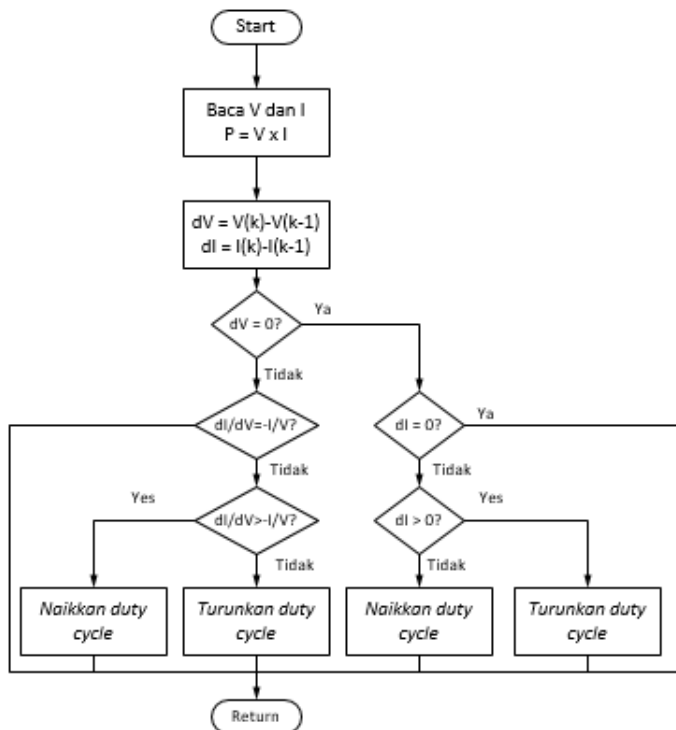 Start
Baca V dan I
P = V x I
dV = V(k)-V(k-1)
dI = I(k)-I(k-1)
dV = 0?
Ya
Tidak
dI/dV=-I/V?
dI = 0?
Ya
Tidak
Tidak
Yes
dI/dV>-I/V?
dI > 0?
Yes
Tidak
Tidak
Naikkan duty
cycle
Turunkan duty
cycle
Naikkan duty
cycle
Turunkan duty
cycle
Return